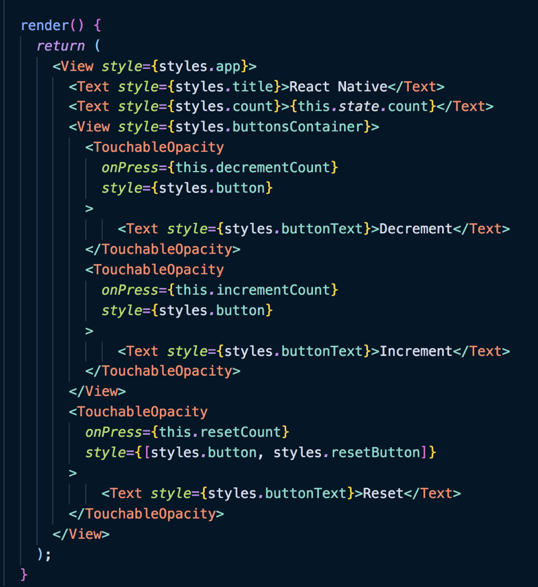 render() {
  return (
    <View style={styles.app}>
      <Text style={styles.title}>React Native</Text>
      <Text style={styles.count}>{this.state.count}</Text>
      <View style={styles.buttonsContainer}>
        <TouchableOpacity
          onPress={this.decrementCount}
          style={styles.button}
        >
            <Text style={styles.buttonText}>Decrement</Text>
        </TouchableOpacity>
        <TouchableOpacity
          onPress={this.incrementCount}
          style={styles.button}
        >
            <Text style={styles.buttonText}>Increment</Text>
        </TouchableOpacity>
      </View>
      <TouchableOpacity
        onPress={this.resetCount}
        style={[styles.button, styles.resetButton]}
      >
          <Text style={styles.buttonText}>Reset</Text>
      </TouchableOpacity>
    </View>
  );
}